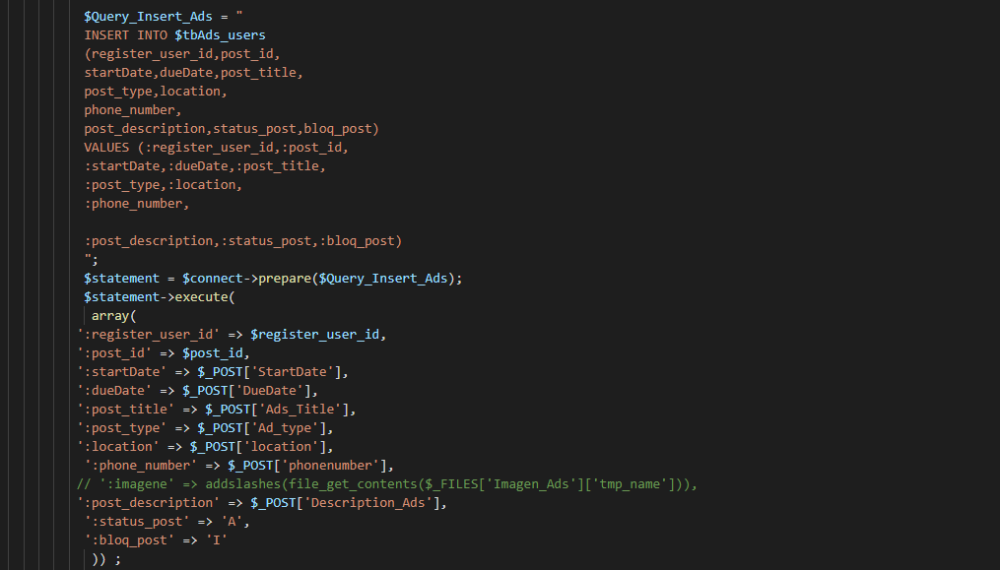 $Query_Insert_Ads = "
INSERT INTO $tbAds_users
(register_user_id,post_id,
startDate,dueDate,post_title,
post_type,location,
phone_number,
post_description,status_post,bloq_post)
VALUES (:register_user_id,:post_id,
:startDate,:dueDate,:post_title,
:post_type,:location,
:phone_number,
:post_description,:status_post,:bloq_post)
";
$statement = $connect->prepare($Query_Insert_Ads);
$statement->execute(
array(
':register_user_id' => $register_user_id,
':post_id' => $post_id,
':startDate' => $_POST['StartDate'],
':dueDate' => $_POST['DueDate'],
':post_title' => $_POST['Ads_Title'],
':post_type' => $_POST['Ad_type'],
':location' => $_POST['location'],
':phone_number' => $_POST['phonenumber'],
// ':imagene' => addslashes(file_get_contents($_FILES['Imagen_Ads']['tmp_name'])),
':post_description' => $_POST['Description_Ads'],
':status_post' => 'A',
':bloq_post' => 'I'
)) ;